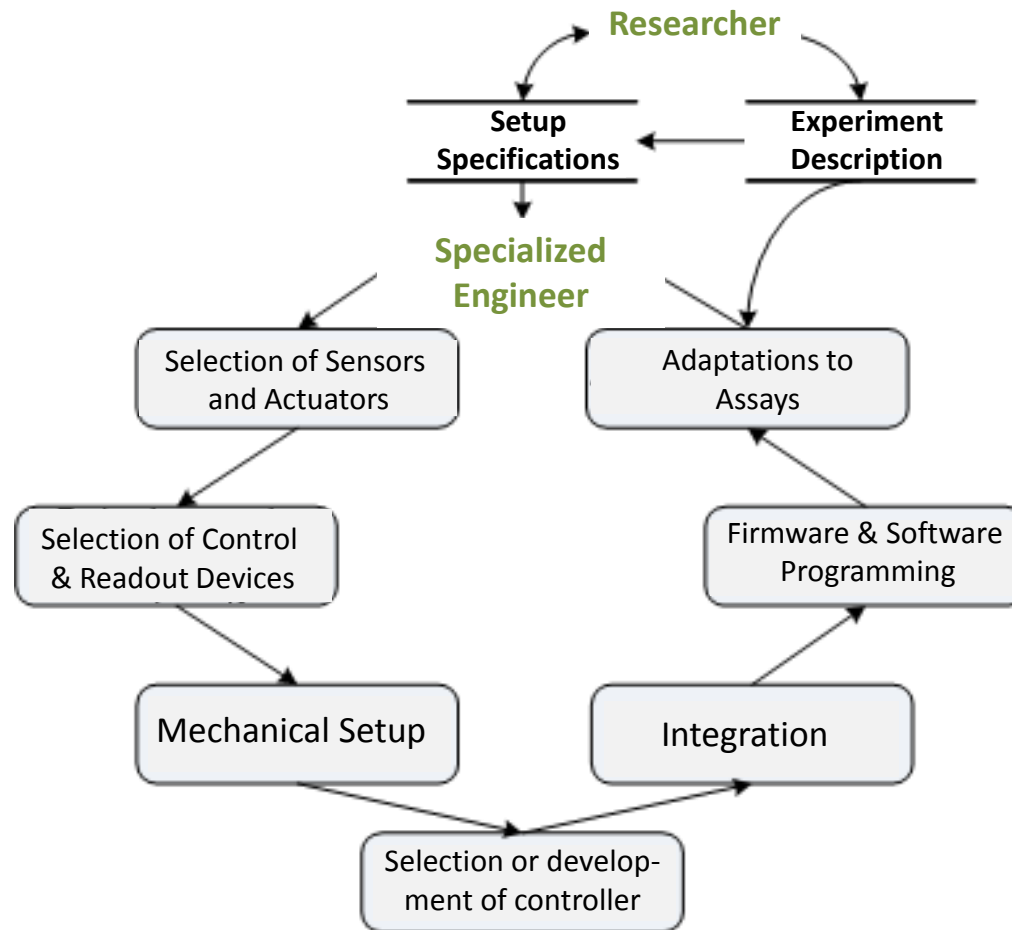 Researcher
Setup
Specifications
Experiment
Description
Specialized
Engineer
Selection of Sensors
and Actuators
Adaptations to
Assays
Selection of Control
& Readout Devices
Firmware & Software
Programming
Mechanical Setup
Integration
Selection or develop-
ment of controller